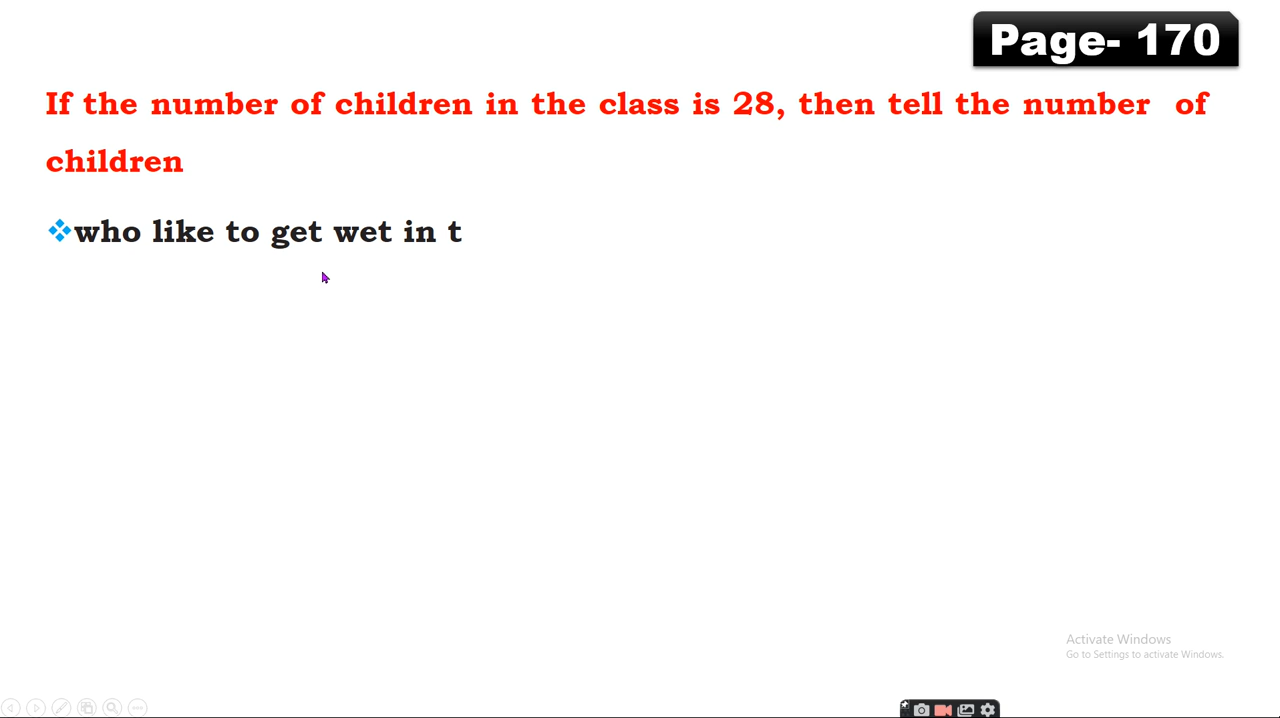 Page- 170
If the number of children in the class is 28, then tell the number of
children
❖who like to get wet in t
Activate Windows
Go to Settings to activate Windows.